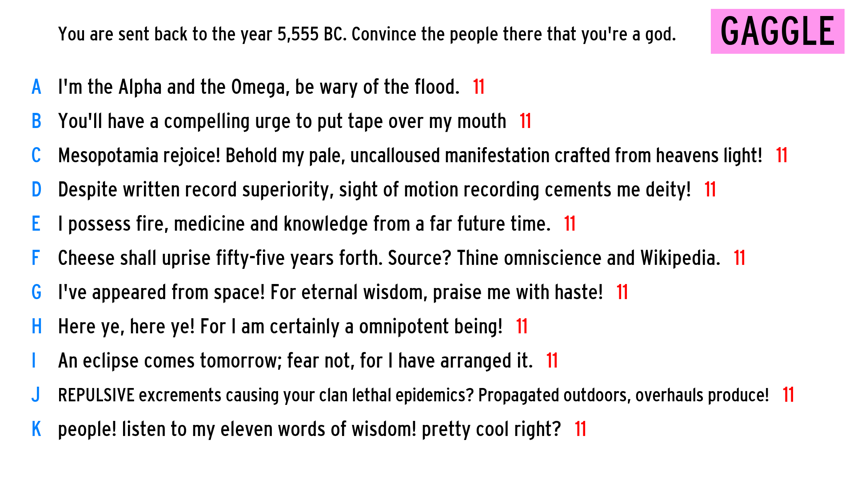 You are sent back to the year 5,555 BC. Convince the people there that you're a god.
GAGGLE
A I'm the Alpha and the Omega, be wary of the flood. 11
B You'll have a compelling urge to put tape over my mouth 11
C Mesopotamia rejoice! Behold my pale, uncalloused manifestation crafted from heavens light! 11
D Despite written record superiority, sight of motion recording cements me deity! 11
E I possess fire, medicine and knowledge from a far future time. 11
F Cheese shall uprise fifty-five years forth. Source? Thine omniscience and Wikipedia. 11
G I've appeared from space! For eternal wisdom, praise me with haste! 11
H Here ye, here ye! For I am certainly a omnipotent being! 11
I An eclipse comes tomorrow; fear not, for I have arranged it. 11
J REPULSIVE excrements causing your clan lethal epidemics? Propagated outdoors, overhauls produce! 11
K people! listen to my eleven words of wisdom! pretty cool right? 11